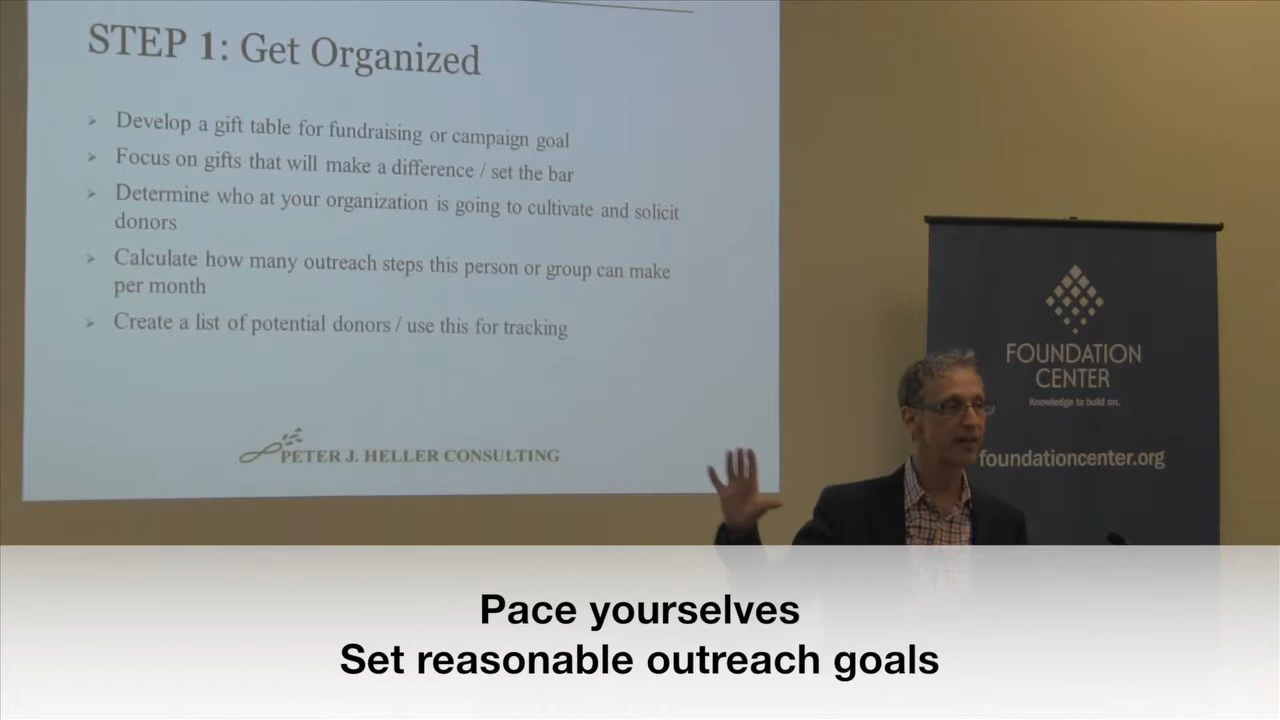 STEP 1: Get Organized
Develop a gift table for fundraising or campaign goal
Focus on gifts that will make a difference / set the bar
Determine who at your organization is going to cultivate and solicit
donors
Calculate how many outreach steps this person or group can make
per month
Create a list of potential donors / use this for tracking
PETER J. HELLER CONSULTING
FOUNDATION
CENTER
Knowledge to build on.
foundationcenter.org
Pace yourselves
Set reasonable outreach goals